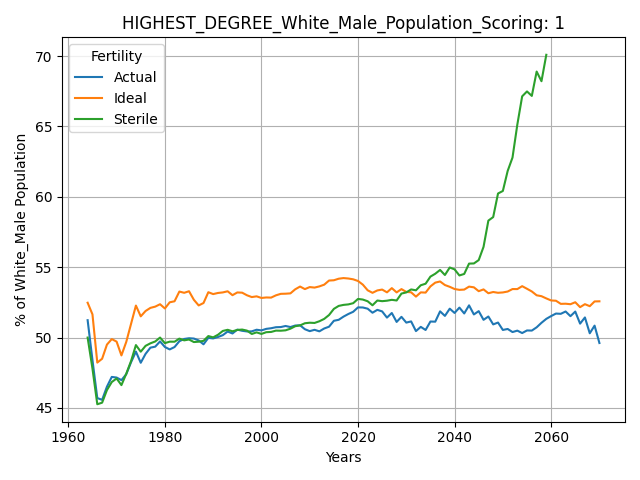 HIGHEST_DEGREE_White_Male_Population_Scoring: 1
Fertility
Actual
Ideal
Sterile
% of White_Male Population
70
65
60
55
50
45
1960
1980
2000
2020
2040
2060
Years